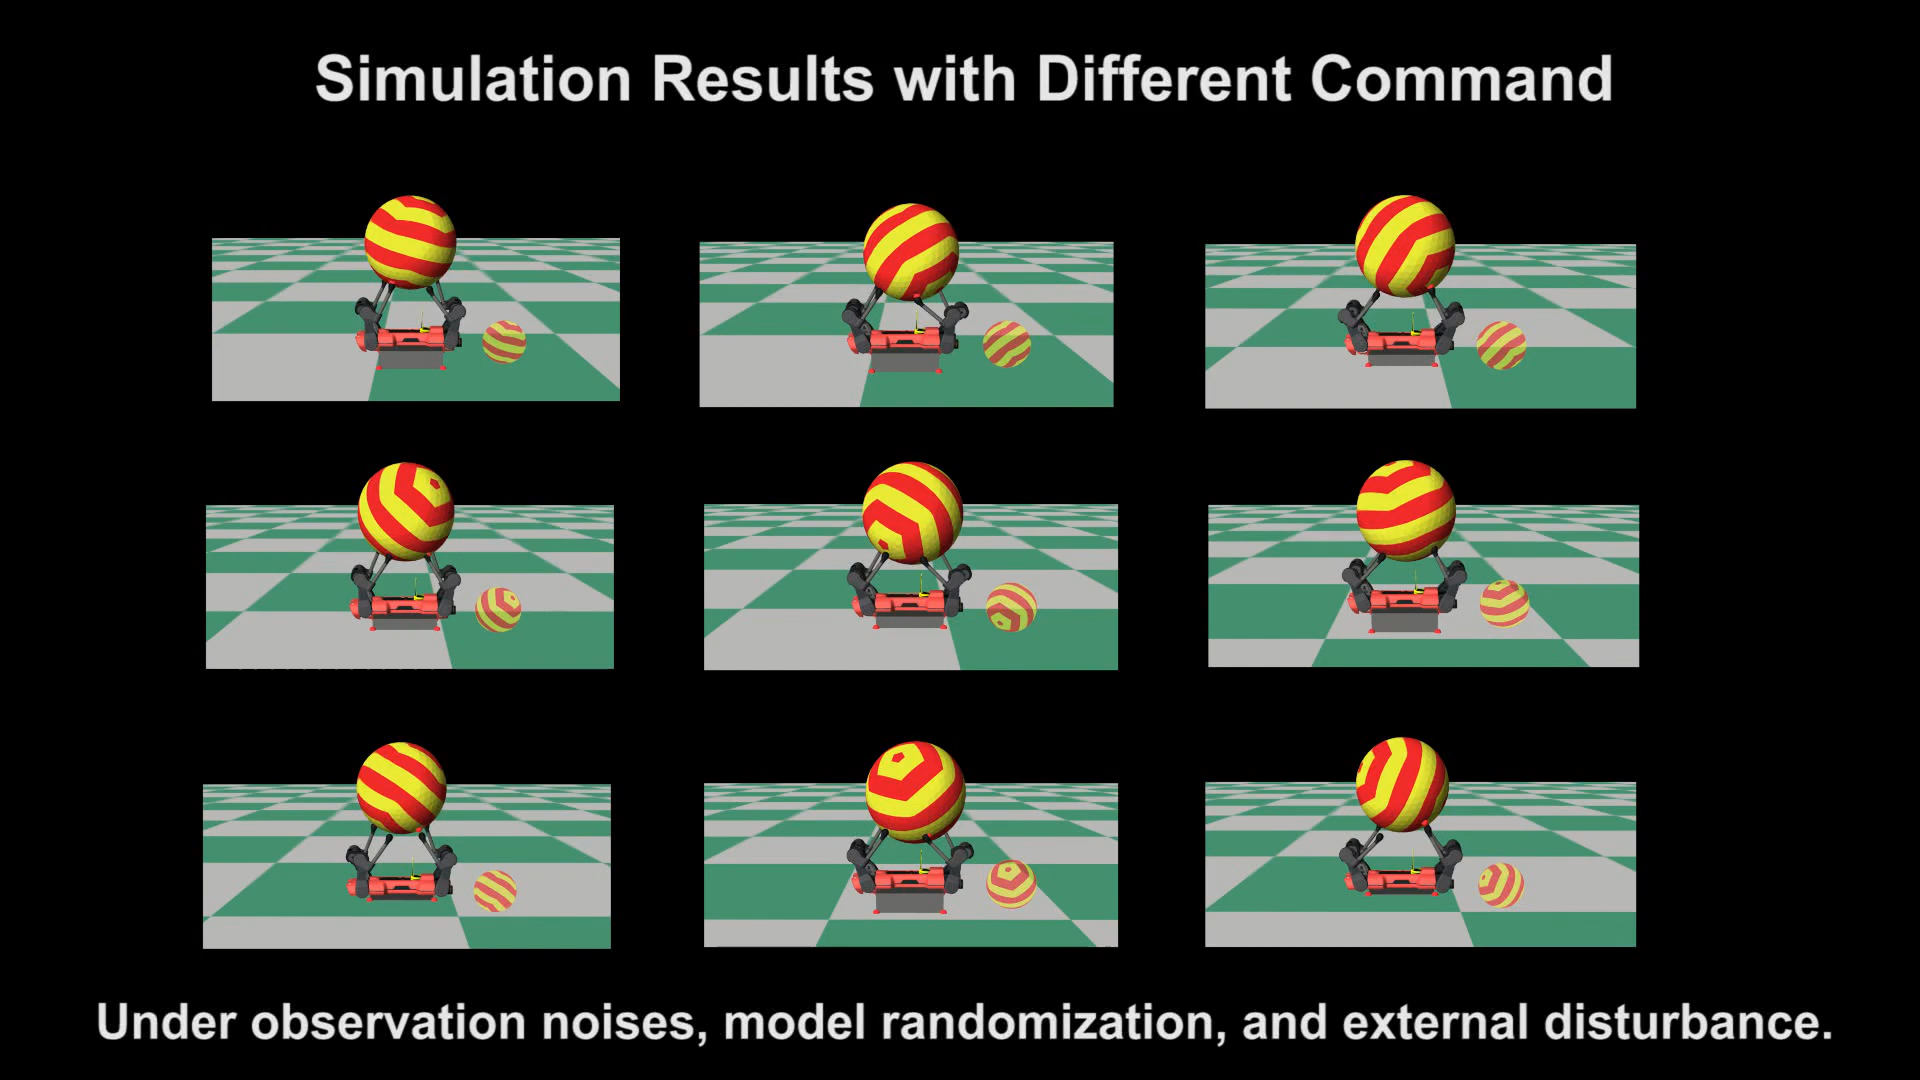 Simulation Results with Different Command
Under observation noises, model randomization, and external disturbance.